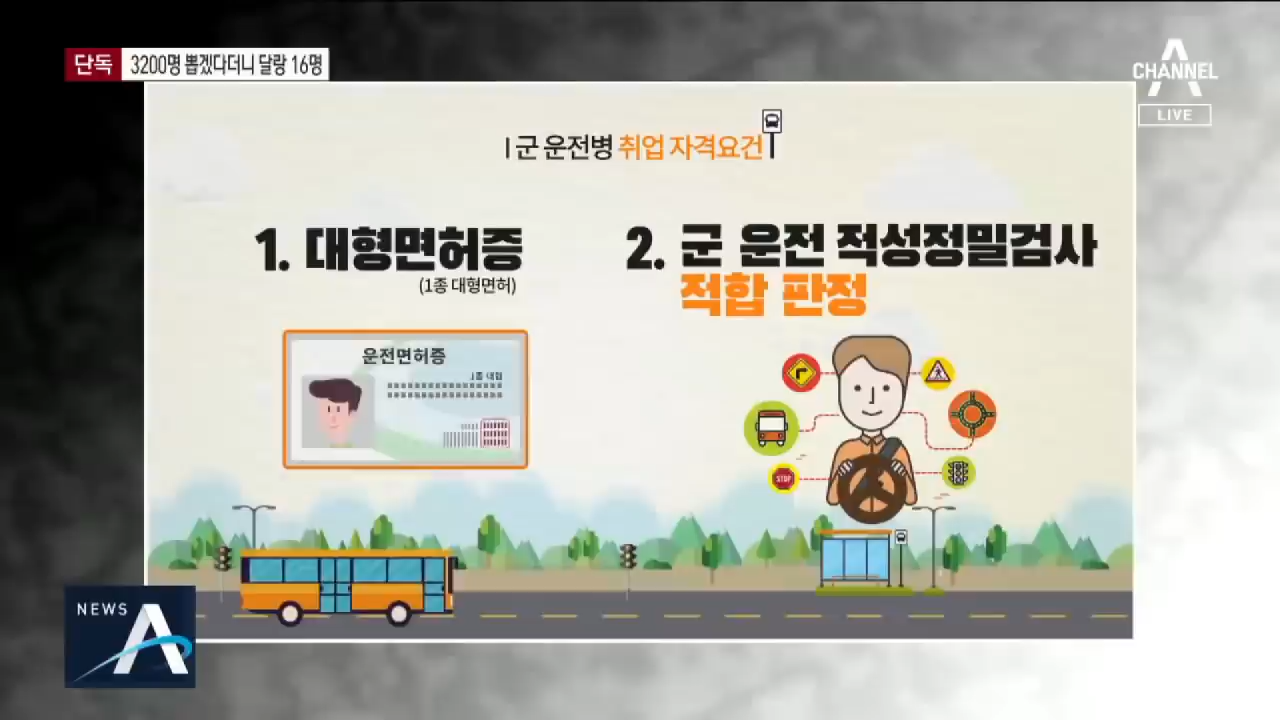 단독 3200명 뽑겠다더니 달랑 16명
CHANNEL A
LIVE
군 운전병 취업 자격요건
1. 대형면허증
(1종 대형면허)
2. 군 운전 적성정밀검사
적합 판정
운전면허증
1종 대형
STOP
NEWS A